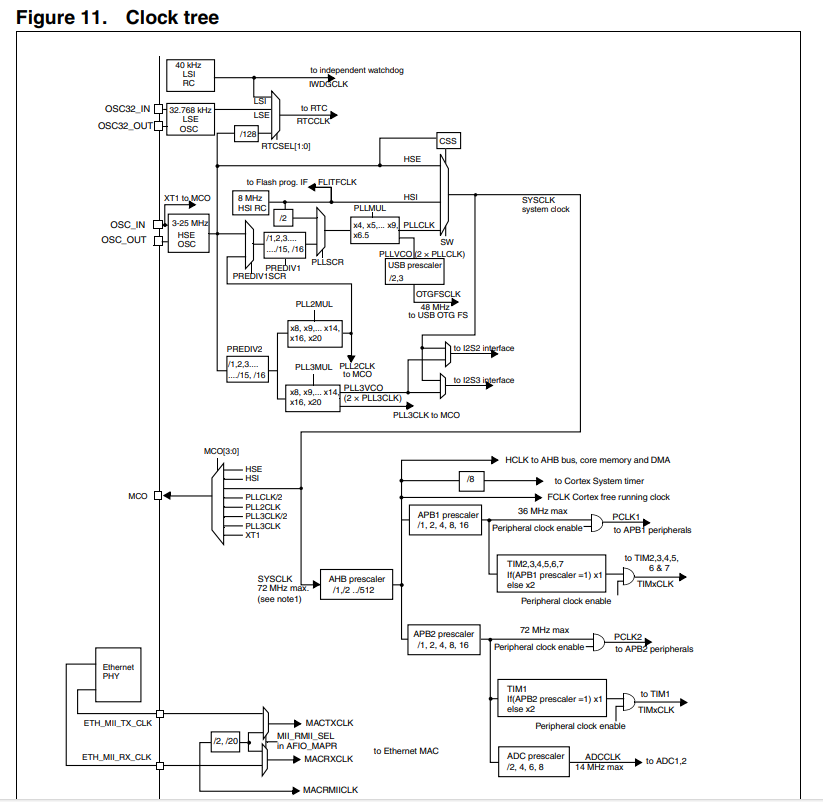 Figure 11. Clock tree
40 kHz
LSI
RC
to independent watchdog
IWDGCLK
OSC32_IN
OSC32_OUT
32.768 kHz
LSE
OSC
LSI
LSE
to RTC
RTCCLK
/128
RTCSEL[1:0]
CSS
HSE
to Flash prog. IF
FLITFCLK
XT1 to MCO
8 MHz
HSI RC
HSI
/2
PLLMUL
SYSCLK
system clock
OSC_IN
OSC_OUT
3-25 MHz
HSE
OSC
x4, x5,... x9,
x6.5
PLLCLK
SW
/1,2,3....
..../15, /16
PREDIV1
PLLSCR
PREDIV1SCR
PLLVCO (2 × PLLCLK)
USB prescaler
/2,3
OTGFSCLK
48 MHz
to USB OTG FS
PLL2MUL
x8, x9,... x14,
x16, x20
PREDIV2
/1,2,3....
..../15, /16
PLL2CLK
to MCO
to I2S2 interface
to I2S3 interface
PLL3MUL
x8, x9,... x14,
x16, x20
PLL3VCO
(2 × PLL3CLK)
PLL3CLK to MCO
MCO[3:0]
HSE
HSI
PLLCLK/2
PLL2CLK
PLL3CLK/2
PLL3CLK
XT1
MCO
HCLK to AHB bus, core memory and DMA
/8
to Cortex System timer
FCLK Cortex free running clock
APB1 prescaler
/1, 2, 4, 8, 16
36 MHz max
Peripheral clock enable
PCLK1
to APB1 peripherals
SYSCLK
72 MHz max.
(see note1)
AHB prescaler
/1,/2 ../512
TIM2,3,4,5,6,7
If(APB1 prescaler =1) x1
else x2
Peripheral clock enable
to TIM2,3,4,5,
6 & 7
TIMxCLK
APB2 prescaler
/1, 2, 4, 8, 16
72 MHz max
Peripheral clock enable
PCLK2
to APB2 peripherals
TIM1
If(APB2 prescaler =1) x1
else x2
Peripheral clock enable
to TIM1
TIMxCLK
ADC prescaler
/2, 4, 6, 8
ADCCLK
14 MHz max
to ADC1,2
Ethernet
PHY
ETH_MII_TX_CLK
ETH_MII_RX_CLK
/2, /20
MACTXCLK
MII_RMII_SEL
in AFIO_MAPR
MACRXCLK
MACRMIICLK
to Ethernet MAC